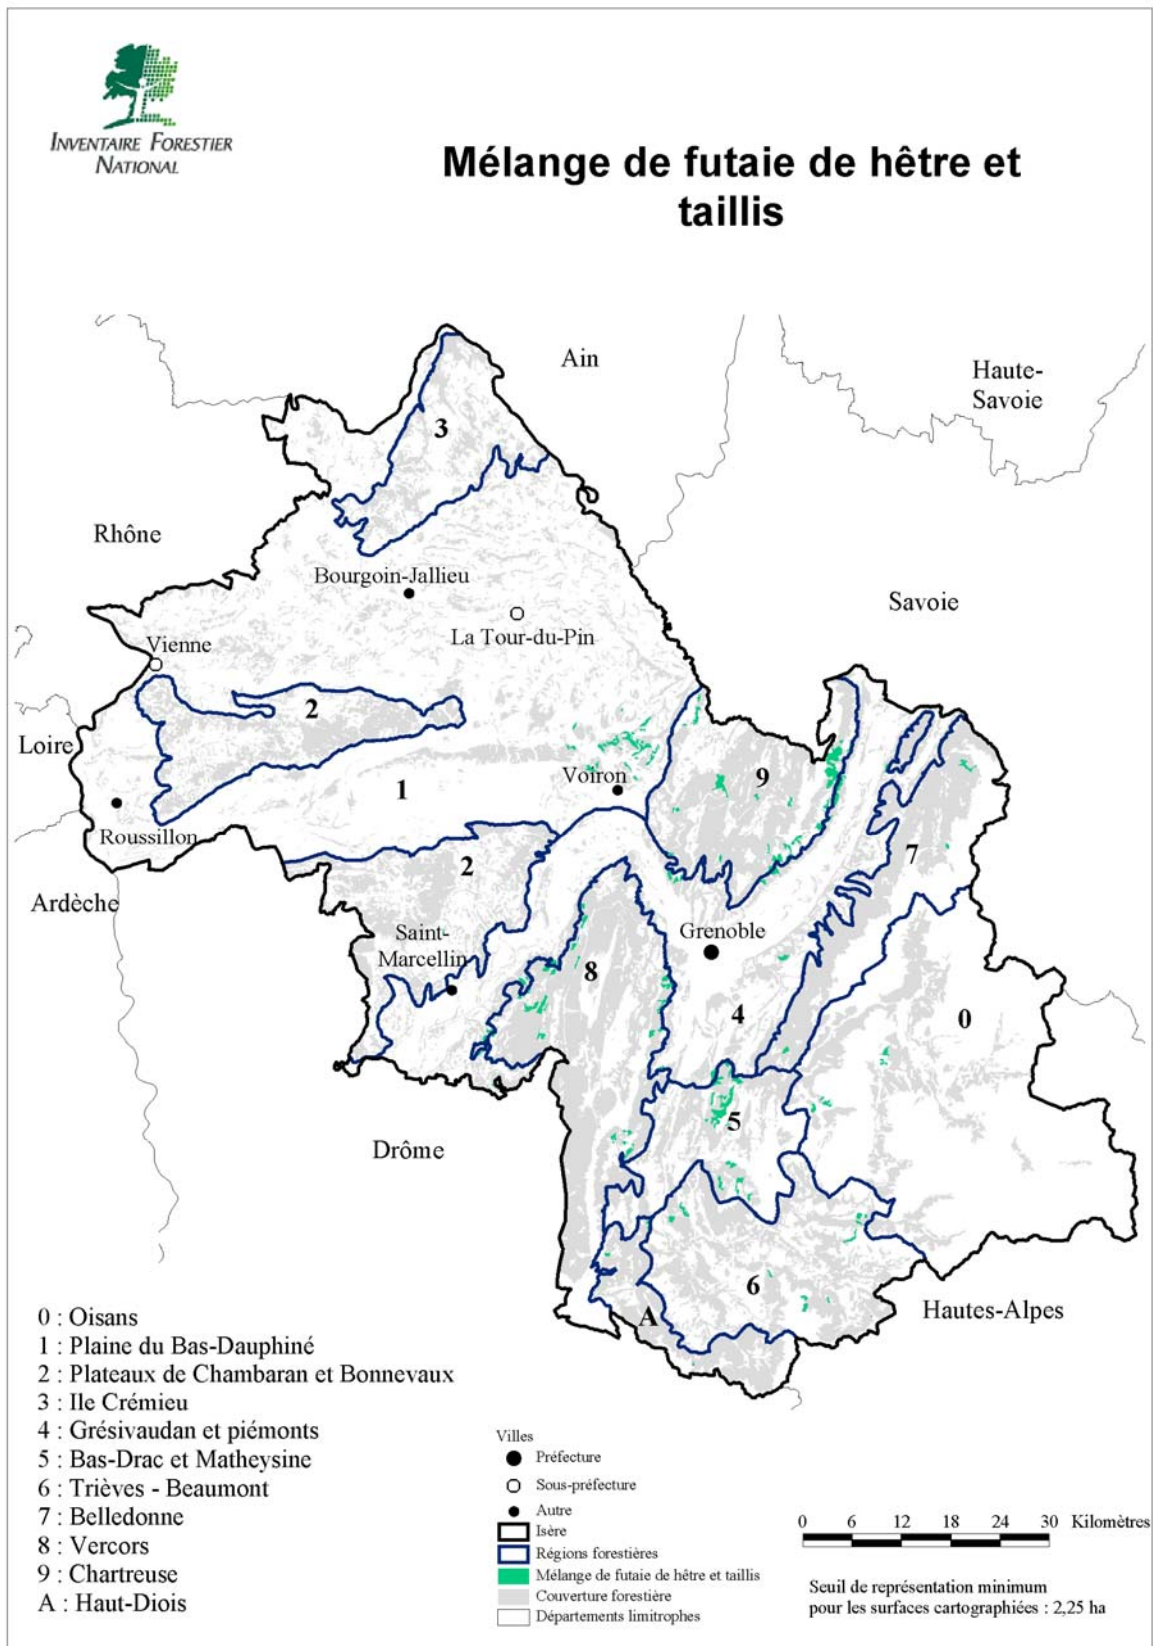 INVENTAIRE FORESTIER
NATIONAL
Mélange de futaie de hêtre et
taillis
Ain
Haute-
Savoie
3
Rhône
Bourgoin-Jallieu
La Tour-du-Pin
Savoie
Vienne
2
Loire
Voiron
9
1
Roussillon
7
2
Ardèche
Saint-
Marcellin
Grenoble
8
4
0
5
Drôme
6
A
Hautes-Alpes
0 : Oisans
1 : Plaine du Bas-Dauphiné
2 : Plateaux de Chambaran et Bonnevaux
3 : Ile Crémieu
4 : Grésivaudan et piémonts
5 : Bas-Drac et Matheysine
6 : Trièves - Beaumont
7 : Belledonne
8 : Vercors
9 : Chartreuse
A : Haut-Diois
Villes
Préfecture
Sous-préfecture
Autre
Isère
Régions forestières
Mélange de futaie de hêtre et taillis
Couverture forestière
Départements limitrophes
0 6 12 18 24 30 Kilomètres
Seuil de représentation minimum
pour les surfaces cartographiées : 2,25 ha